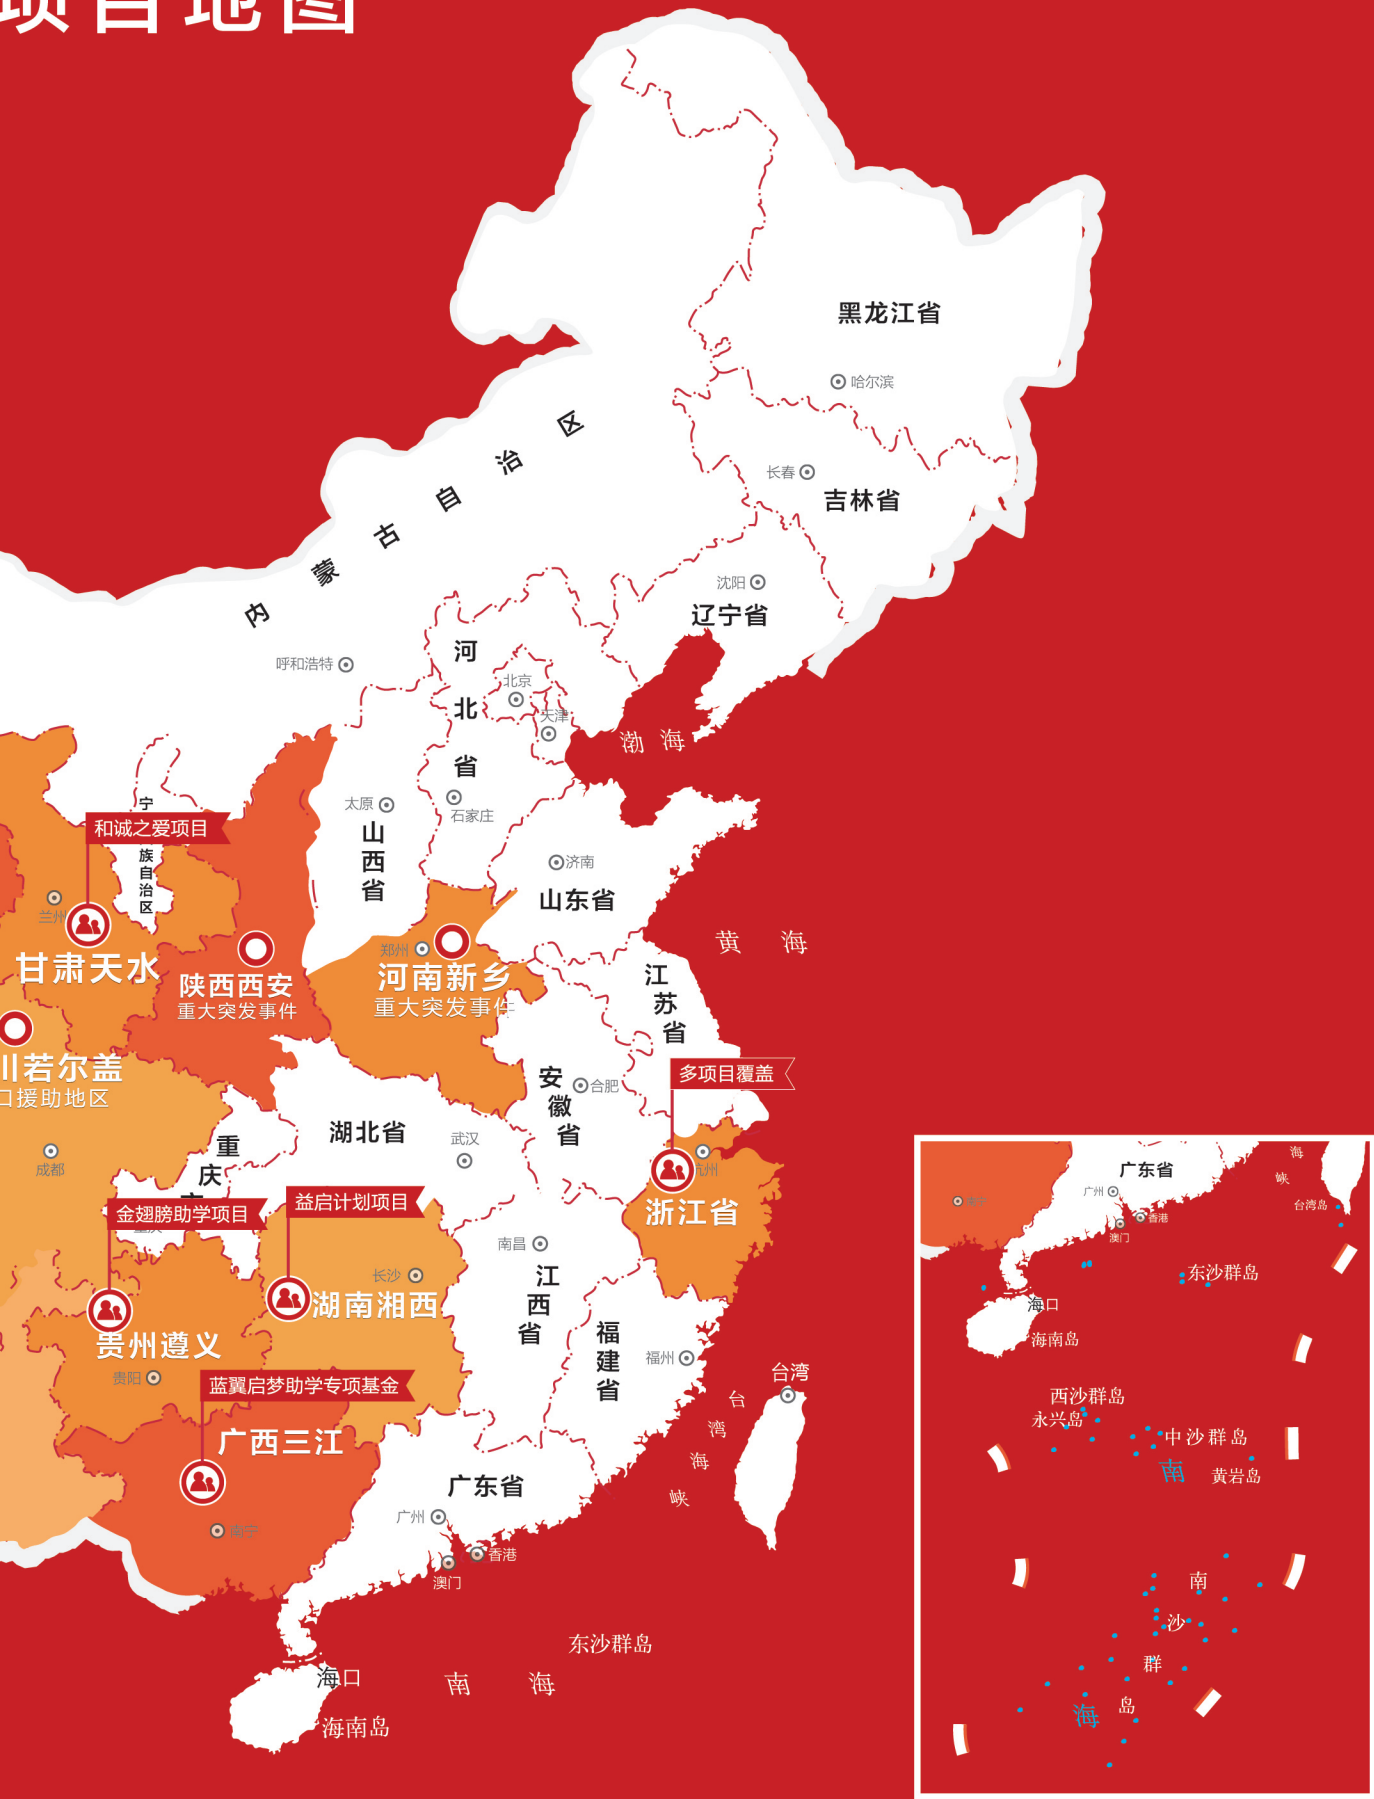 项目地图
黑龙江省
哈尔滨
内蒙古自治区
长春
吉林省
沈阳
辽宁省
呼和浩特
河北省
北京
天津
渤海
石家庄
太原
山西省
济南
山东省
黄海
宁
族自治区
和诚之爱项目
兰州
甘肃天水
陕西西安
重大突发事件
郑州
河南新乡
重大突发事件
江苏省
川若尔盖
口援助地区
成都
安徽省
合肥
多项目覆盖
杭州
浙江省
湖北省
武汉
重庆
金翅膀助学项目
益启计划项目
南昌
江西省
长沙
湖南湘西
贵州遵义
贵阳
福建省
福州
台湾
台湾海峡
蓝翼启梦助学专项基金
广西三江
南宁
广东省
广州
香港
澳门
东沙群岛
海口
南海
海南岛
广东省
广州
香港
澳门
海
峡
台湾岛
东沙群岛
海口
海南岛
西沙群岛
永兴岛
中沙群岛
黄岩岛
南海
南沙群岛